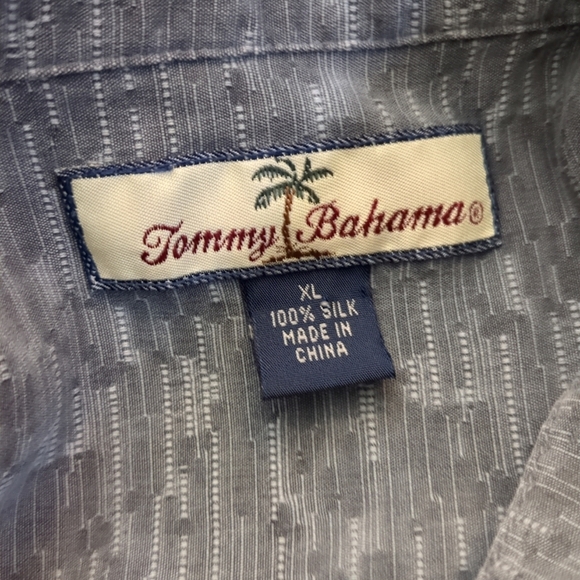 Tommy Bahama®
XL
100% SILK
MADE IN
CHINA